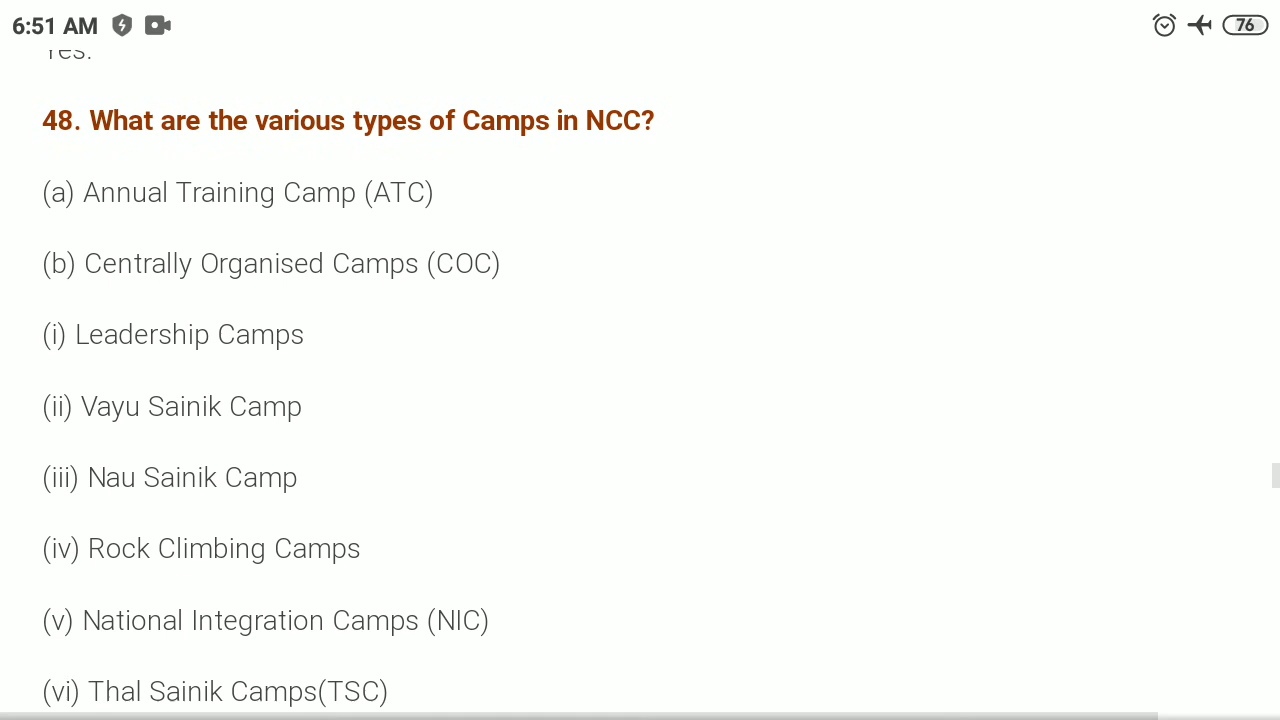 6:51 AM
76
Yes.
48. What are the various types of Camps in NCC?
(a) Annual Training Camp (ATC)
(b) Centrally Organised Camps (COC)
(i) Leadership Camps
(ii) Vayu Sainik Camp
(iii) Nau Sainik Camp
(iv) Rock Climbing Camps
(v) National Integration Camps (NIC)
(vi) Thal Sainik Camps(TSC)